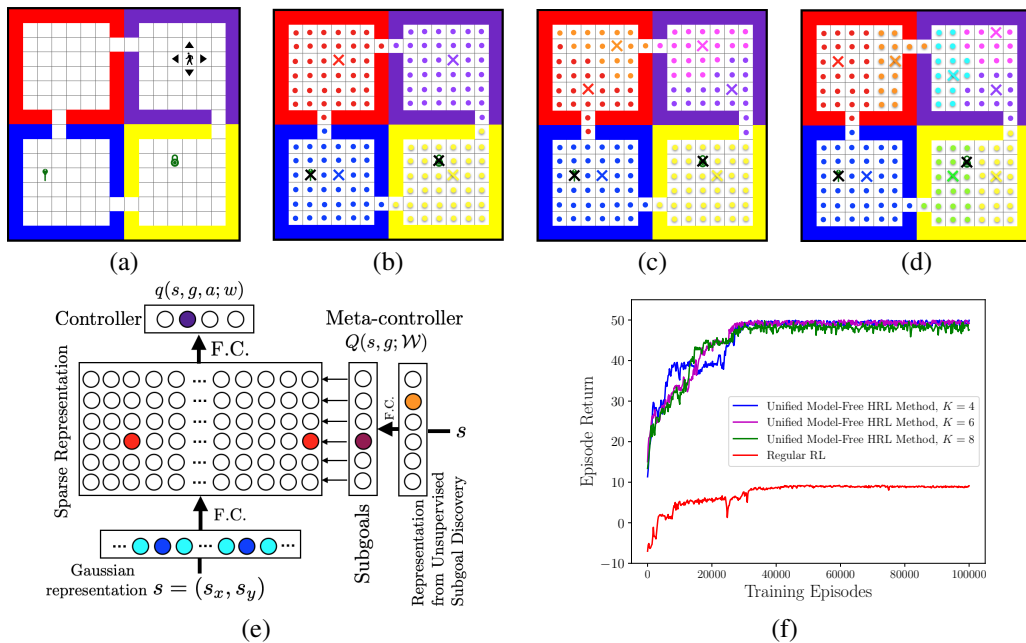 (a)
(b)
(c)
(d)
q(s, g, a; w)
Controller
F.C.
Meta-controller
Q(s, g; 𝒲)
Sparse Representation
...
...
...
...
...
...
F.C.
s
F.C.
Subgoals
Representation
from Unsupervised
Subgoal Discovery
... ... ...
Gaussian
representation s = (s_x, s_y)
(e)
Episode Return
50
40
30
20
10
0
−10
Unified Model-Free HRL Method, K = 4
Unified Model-Free HRL Method, K = 6
Unified Model-Free HRL Method, K = 8
Regular RL
0
20000
40000
60000
80000
100000
Training Episodes
(f)